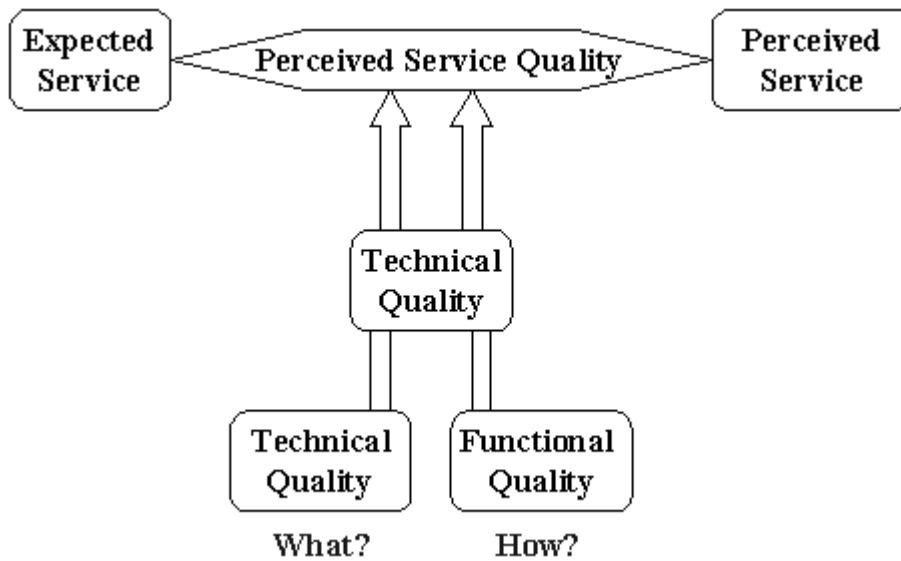 Expected
Service
Perceived Service Quality
Perceived
Service
Technical
Quality
Technical
Quality
Functional
Quality
What?
How?